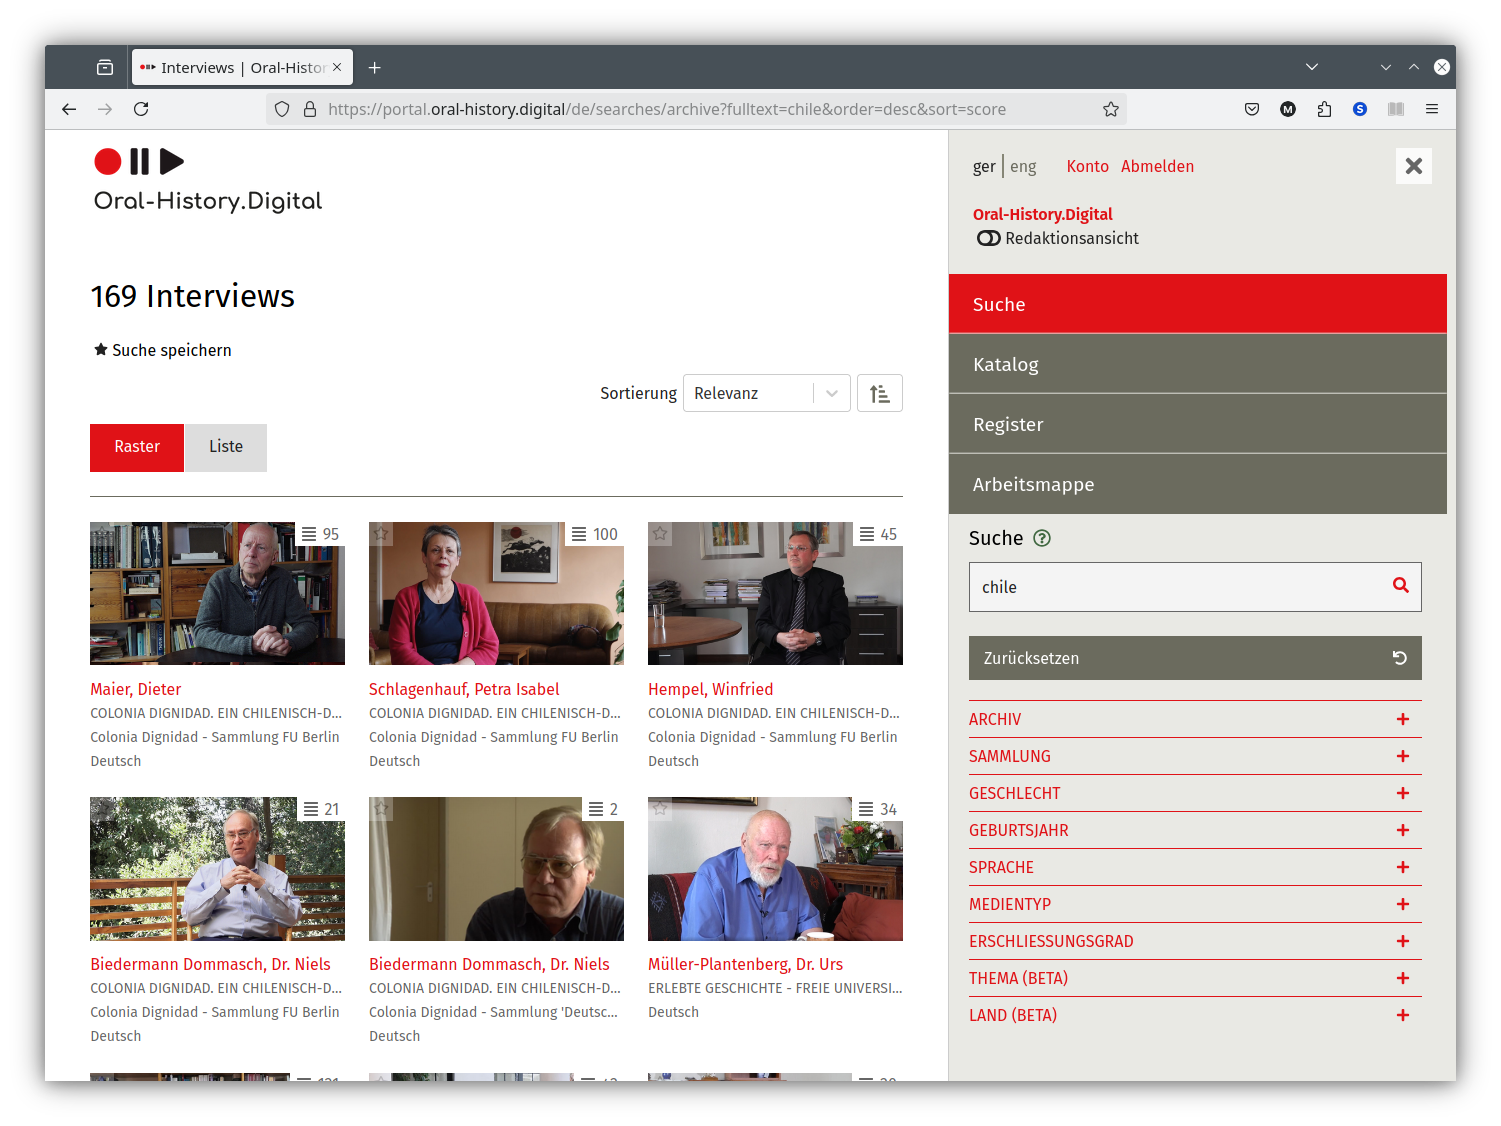 Interviews | Oral-Histor
https://portal.oral-history.digital/de/searches/archive?fulltext=chile&order=desc&sort=score
M
S
Oral-History.Digital
169 Interviews
Suche speichern
Sortierung Relevanz
Raster Liste
95 100 45
Maier, Dieter
COLONIA DIGNIDAD. EIN CHILENISCH-D...
Colonia Dignidad - Sammlung FU Berlin
Deutsch
Schlagenhauf, Petra Isabel
COLONIA DIGNIDAD. EIN CHILENISCH-D...
Colonia Dignidad - Sammlung FU Berlin
Deutsch
Hempel, Winfried
COLONIA DIGNIDAD. EIN CHILENISCH-D...
Colonia Dignidad - Sammlung FU Berlin
Deutsch
21 2 34
Biedermann Dommasch, Dr. Niels
COLONIA DIGNIDAD. EIN CHILENISCH-D...
Colonia Dignidad - Sammlung FU Berlin
Deutsch
Biedermann Dommasch, Dr. Niels
COLONIA DIGNIDAD. EIN CHILENISCH-D...
Colonia Dignidad - Sammlung 'Deutsc...
Deutsch
Müller-Plantenberg, Dr. Urs
ERLEBTE GESCHICHTE - FREIE UNIVERSI...
Deutsch
ger | eng Konto Abmelden
Oral-History.Digital
Redaktionsansicht
Suche
Katalog
Register
Arbeitsmappe
Suche
chile
Zurücksetzen
ARCHIV
SAMMLUNG
GESCHLECHT
GEBURTSJAHR
SPRACHE
MEDIENTYP
ERSCHLIESSUNGSGRAD
THEMA (BETA)
LAND (BETA)